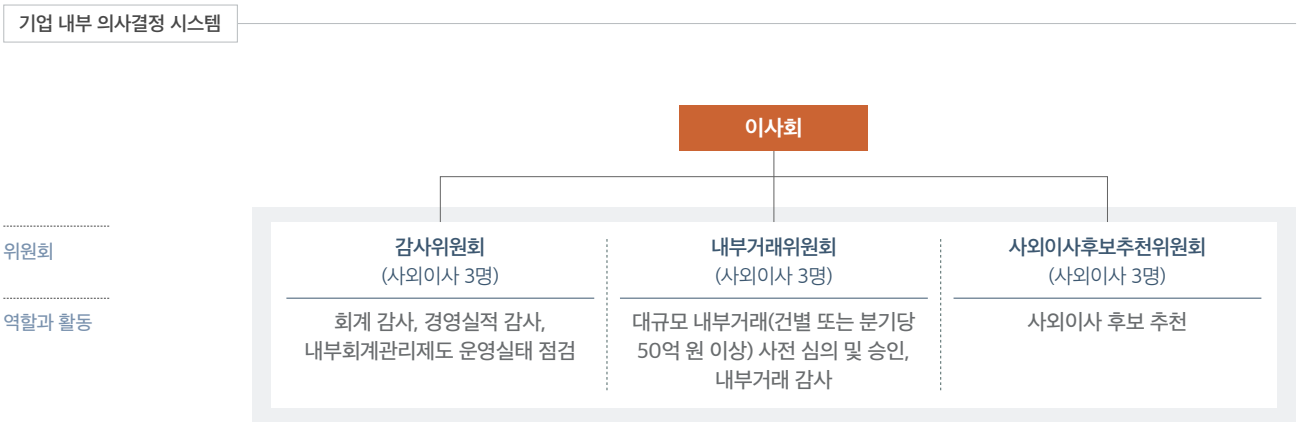 기업 내부 의사결정 시스템
이사회
위원회
감사위원회
(사외이사 3명)
내부거래위원회
(사외이사 3명)
사외이사후보추천위원회
(사외이사 3명)
역할과 활동
회계 감사, 경영실적 감사,
내부회계관리제도 운영실태 점검
대규모 내부거래(건별 또는 분기당
50억 원 이상) 사전 심의 및 승인,
내부거래 감사
사외이사 후보 추천